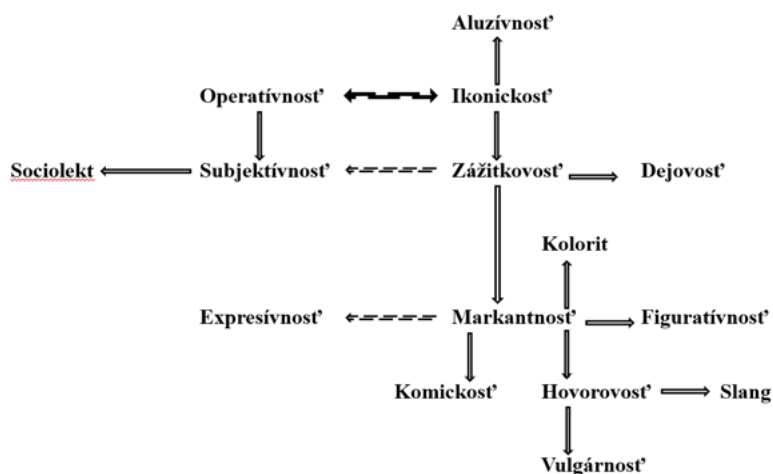 Aluzívnosť
Operatívnosť Ikonickosť
Sociolekt Subjektívnosť Zážitkovosť Dejovosť
Kolorit
Expresívnosť Markantnosť Figuratívnosť
Komickosť Hovorovosť Slang
Vulgárnosť